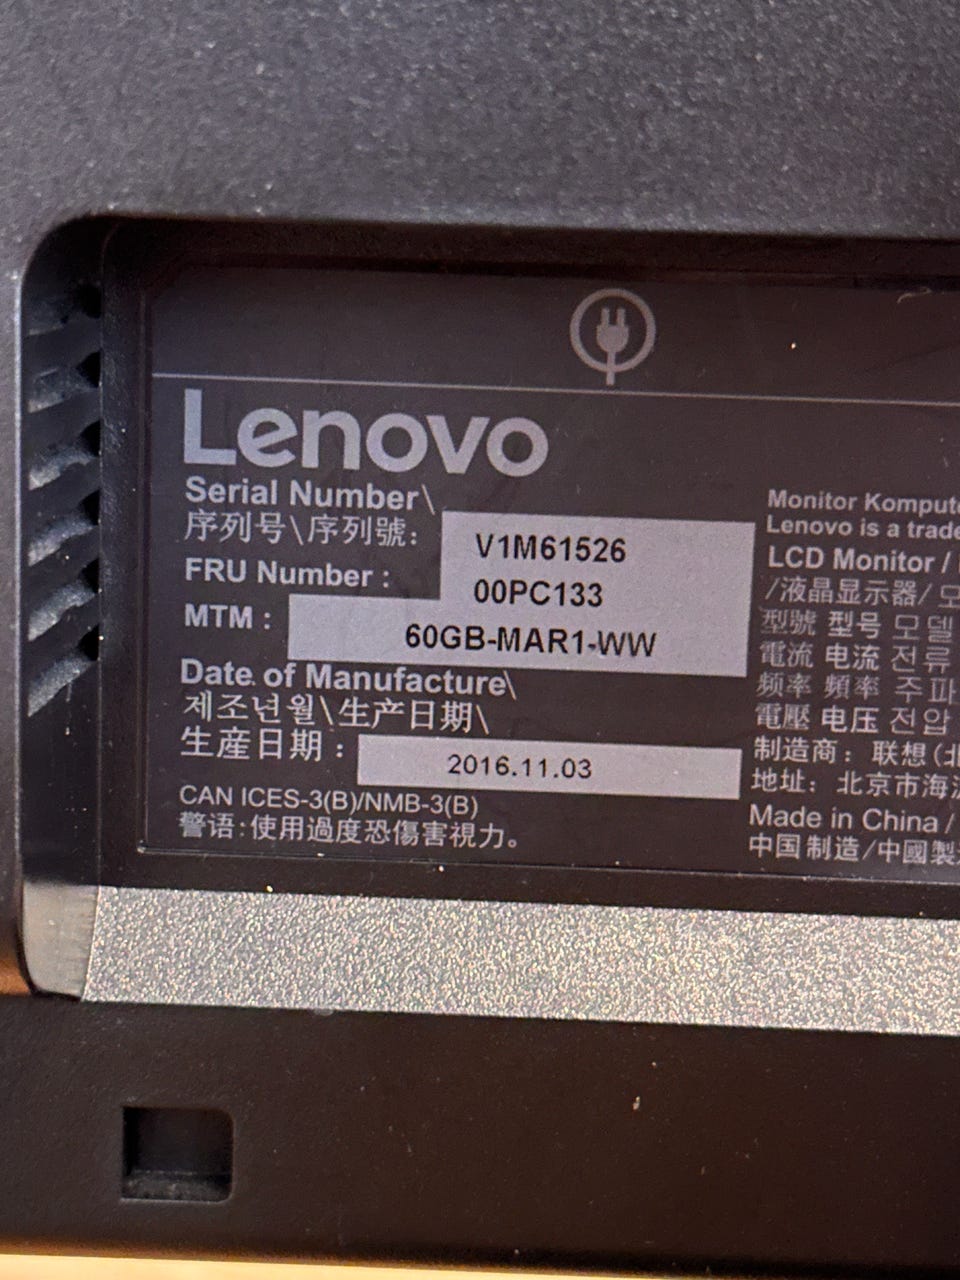 Lenovo
Serial Number\
序列号\序列號:
V1M61526
FRU Number :
00PC133
MTM :
60GB-MAR1-WW
Date of Manufacture\
제조년월\生产日期\
生産日期 :
2016.11.03
CAN ICES-3(B)/NMB-3(B)
警语:使用過度恐傷害視力。
Monitor
Lenovo is a
LCD Monitor /
/液晶显示器/
型號 型号 모델
電流 电流 전류
频率 頻率 주파
電壓 电压 전압
制造商: 联想
地址: 北京市海
Made in China /
中国制造/中國製